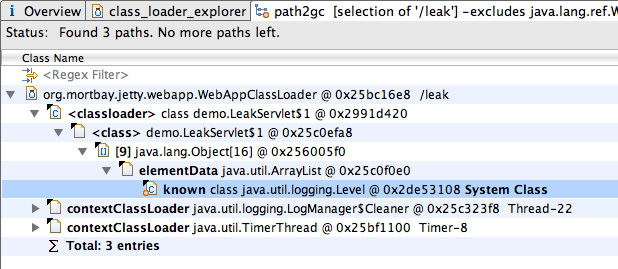 Overview class_loader_explorer path2gc [selection of '/leak'] -excludes java.lang.ref.W
Status: Found 3 paths. No more paths left.
Class Name
<Regex Filter>
org.mortbay.jetty.webapp.WebAppClassLoader @ 0x25bc16e8 /leak
<classloader> class demo.LeakServlet$1 @ 0x2991d420
<class> demo.LeakServlet$1 @ 0x25c0efa8
[9] java.lang.Object[16] @ 0x256005f0
elementData java.util.ArrayList @ 0x25c0f0e0
known class java.util.logging.Level @ 0x2de53108 System Class
contextClassLoader java.util.logging.LogManager$Cleaner @ 0x25c323f8 Thread-22
contextClassLoader java.util.TimerThread @ 0x25bf1100 Timer-8
Σ Total: 3 entries